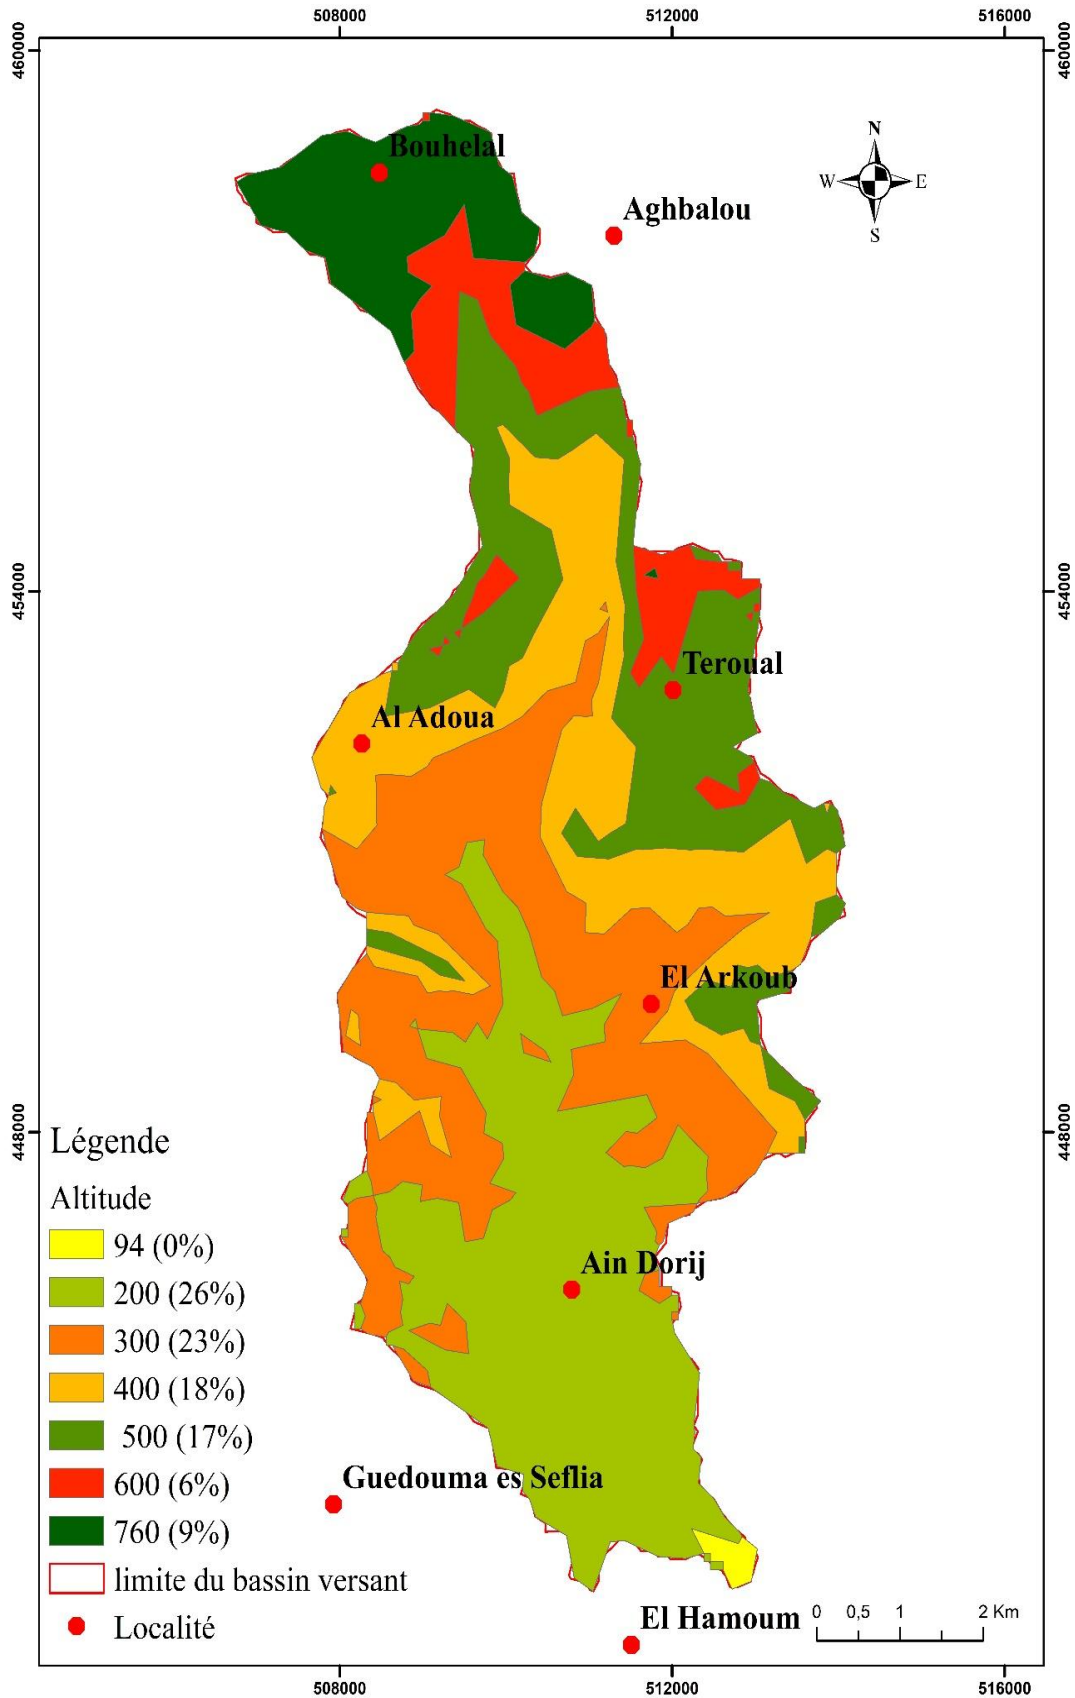 508000
512000
516000
460000
460000
N
W
E
S
Bouhelal
Aghbalou
454000
454000
Teroual
Al Adoua
El Arkoub
448000
448000
Légende
Altitude
94 (0%)
200 (26%)
300 (23%)
400 (18%)
500 (17%)
600 (6%)
760 (9%)
limite du bassin versant
Localité
Ain Dorij
Guedouma es Seflia
El Hamoum
0 0,5 1 2 Km
508000
512000
516000